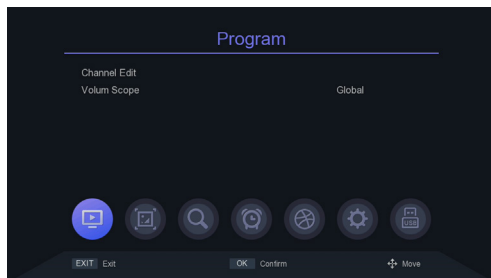 Program
Channel Edit
Volum Scope Global
USB
EXIT Exit OK Confirm Move